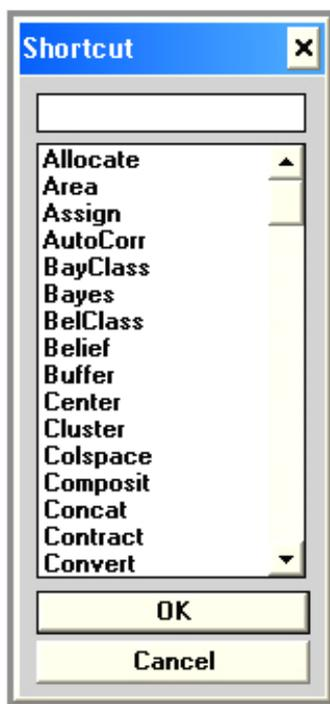 Shortcut
Allocate
Area
Assign
AutoCorr
BayClass
Bayes
BelClass
Belief
Buffer
Center
Cluster
Colspace
Composit
Concat
Contract
Convert
OK
Cancel